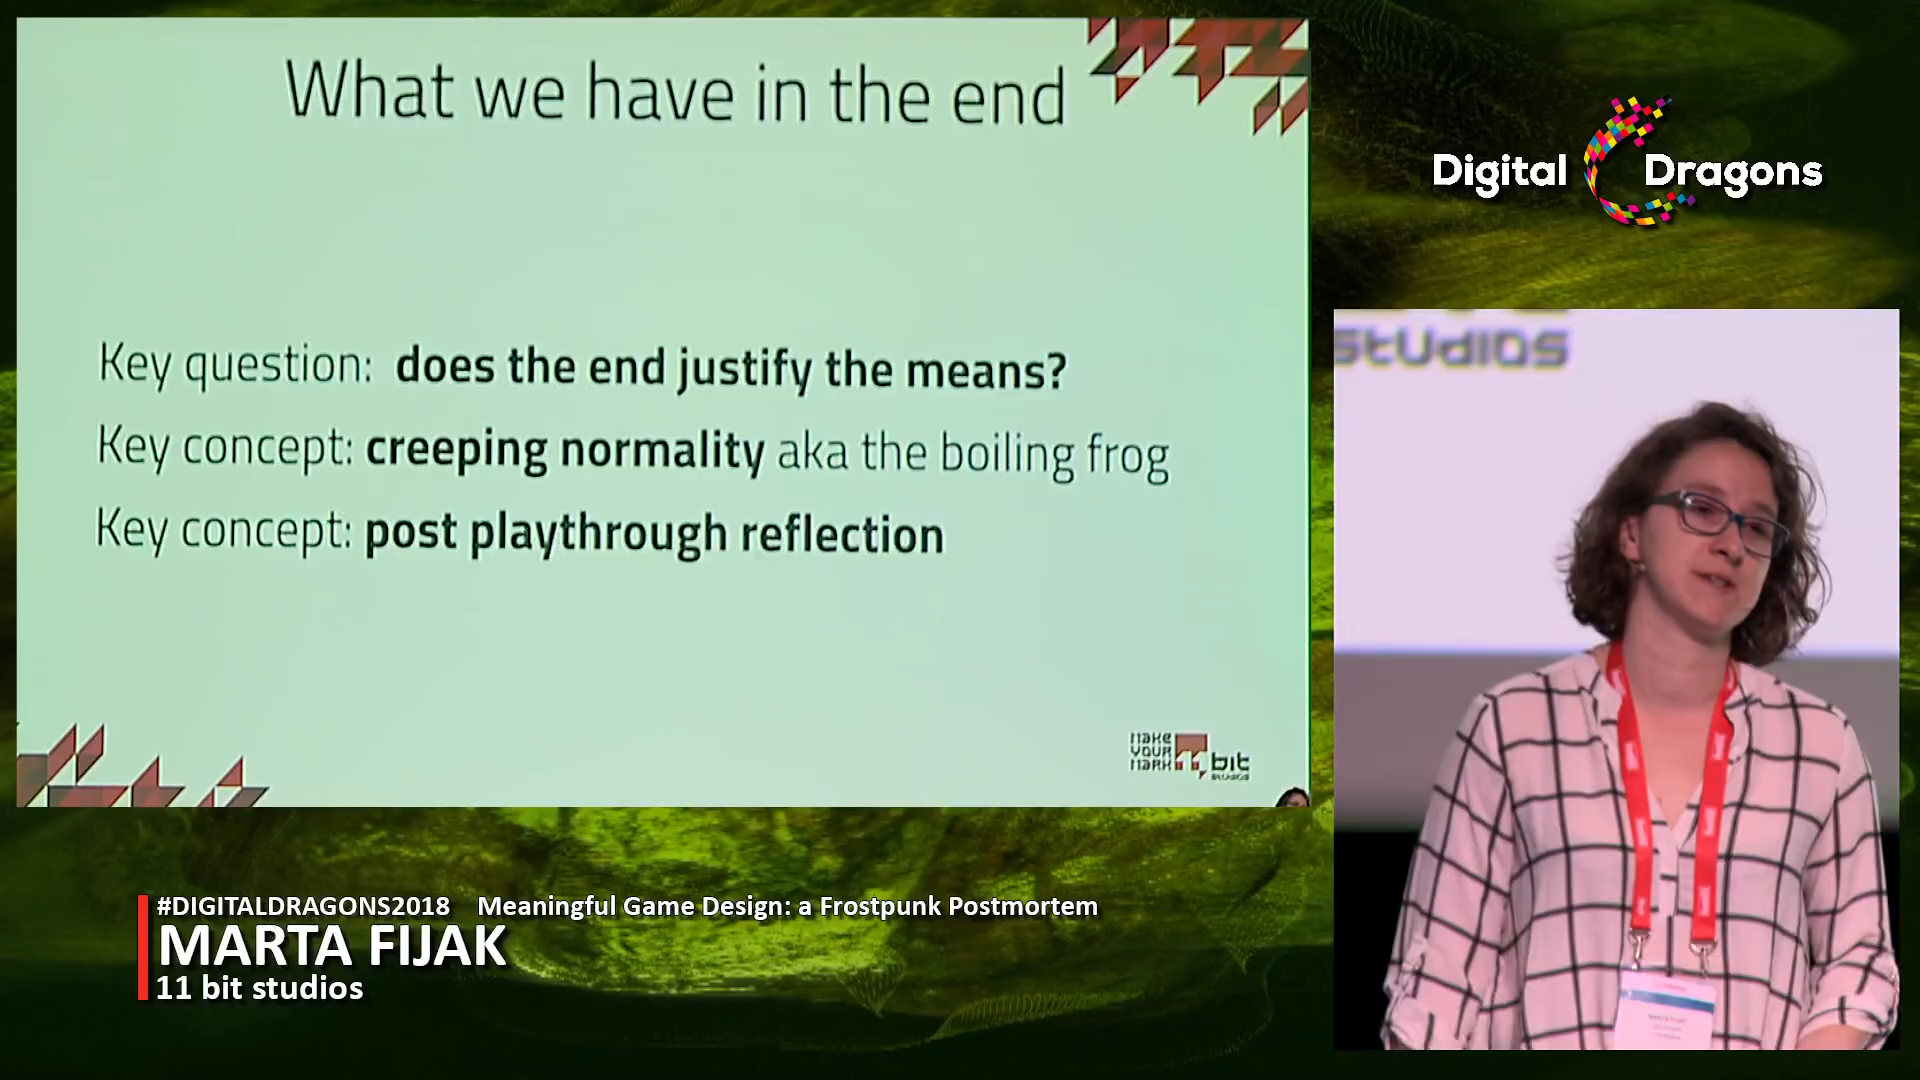 What we have in the end
Key question: does the end justify the means?
Key concept: creeping normality aka the boiling frog
Key concept: post playthrough reflection
MAKE
YOUR
MARK
11 bit
STUDIOS
Digital Dragons
STUDIOS
#DIGITALDRAGONS2018 Meaningful Game Design: a Frostpunk Postmortem
MARTA FIJAK
11 bit studios